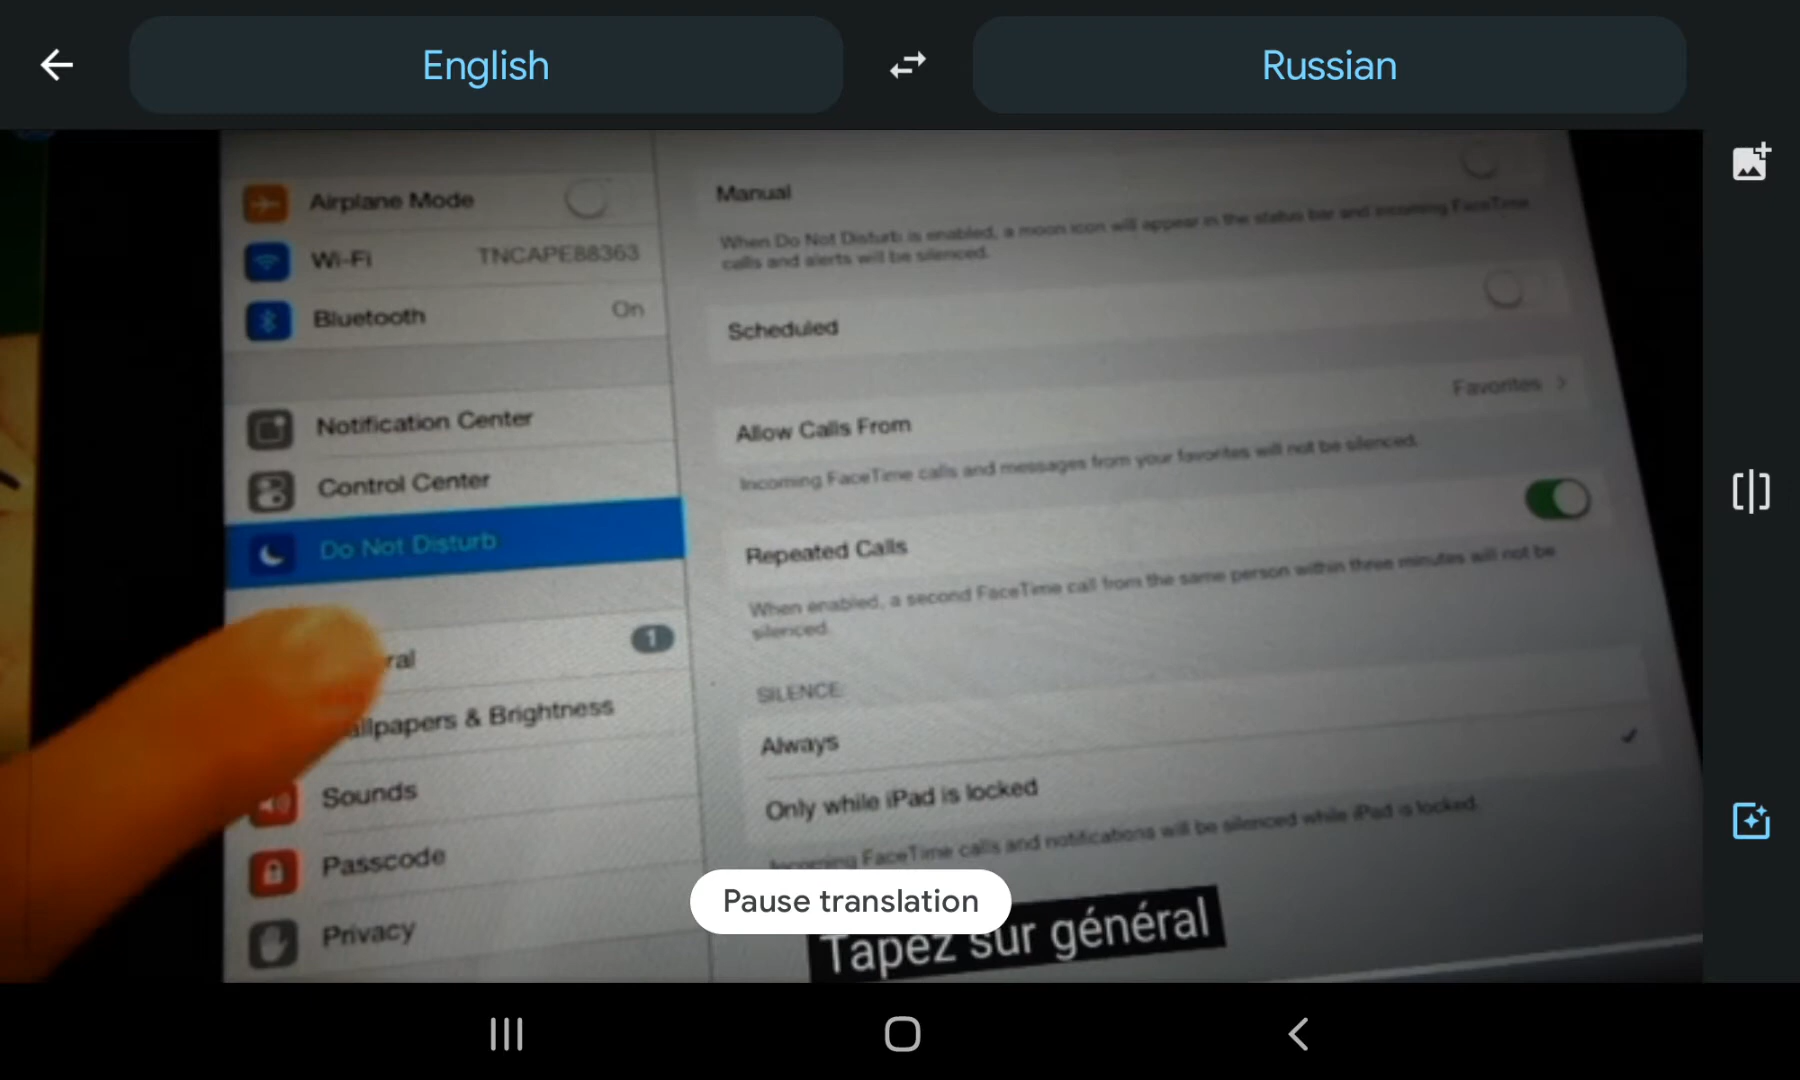 English
Russian
Airplane Mode
Wi-Fi TNCAPE88363
Bluetooth On
Notification Center
Control Center
Do Not Disturb
ral 1
allpapers & Brightness
Sounds
Passcode
Privacy
Manual
When Do Not Disturb is enabled, a moon icon will appear in the status bar and incoming FaceTime
calls and alerts will be silenced.
Scheduled
Allow Calls From Favorites
Incoming FaceTime calls and messages from your favorites will not be silenced.
Repeated Calls
When enabled, a second FaceTime call from the same person within three minutes will not be
silenced.
SILENCE:
Always
Only while iPad is locked
Incoming FaceTime calls and notifications will be silenced while iPad is locked.
Pause translation
Tapez sur général